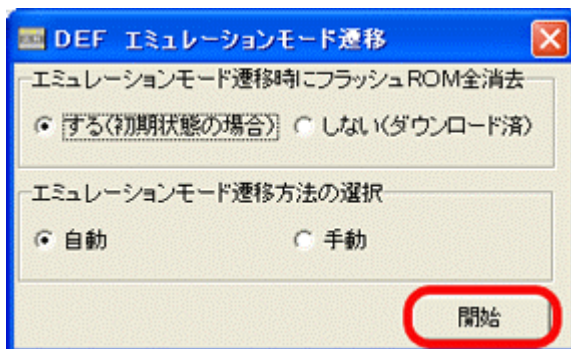 DEF エミュレーションモード遷移
エミュレーションモード遷移時にフラッシュROM全消去
する(初期状態の場合) しない(ダウンロード済)
エミュレーションモード遷移方法の選択
自動 手動
開始